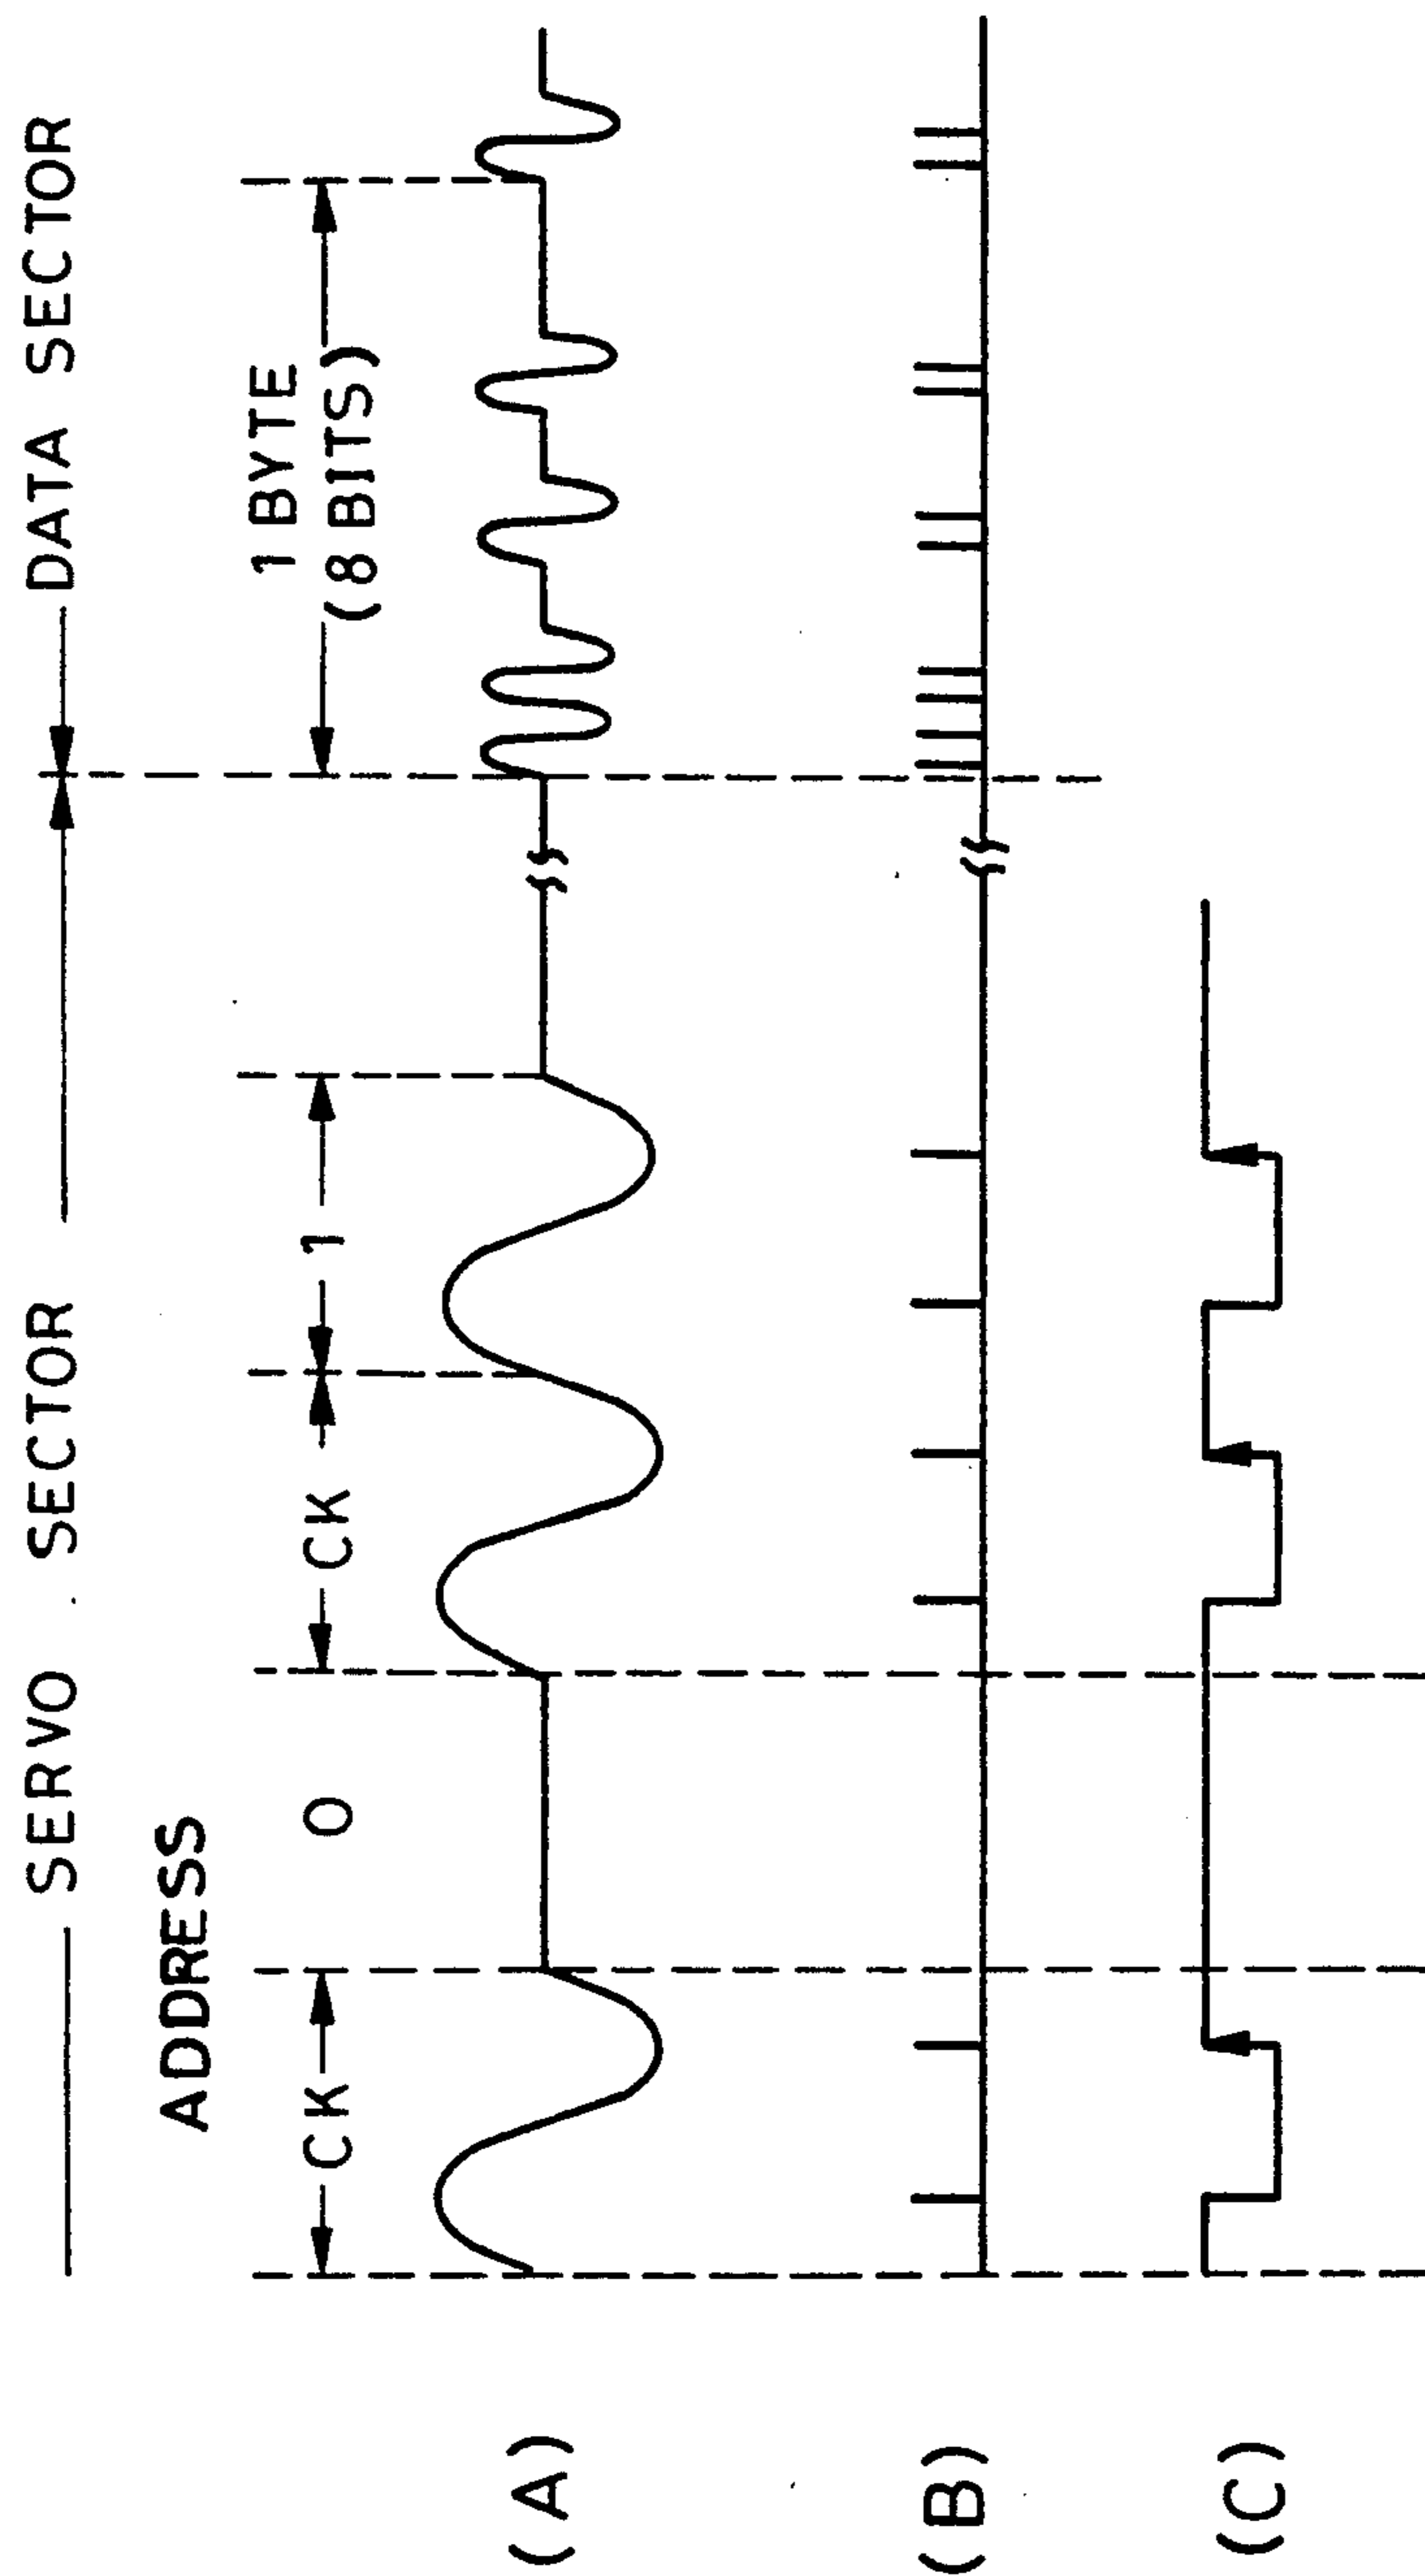 SERVO SECTOR DATA SECTOR
ADDRESS
1 BYTE
(8 BITS)
CK 0 CK 1
(A)
(B)
(C)